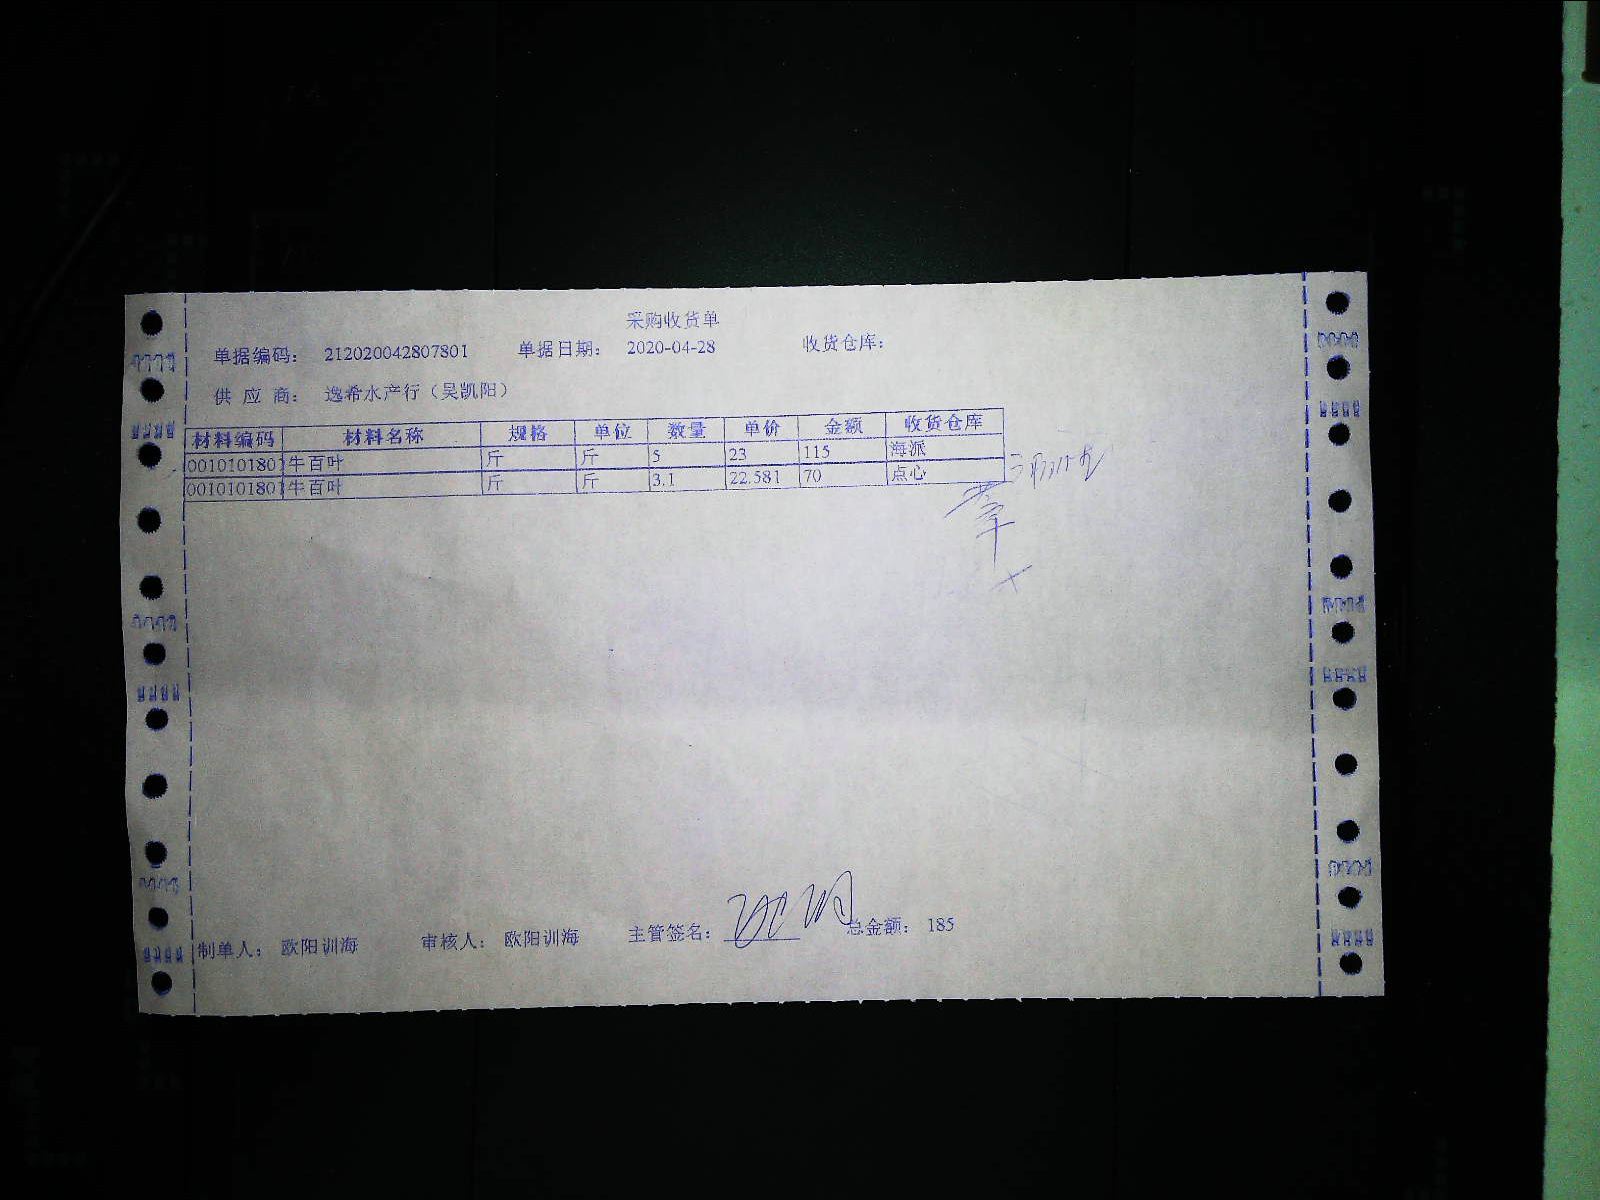 采购收货单
单据编码： 212020042807801 单据日期： 2020-04-28 收货仓库：
供 应 商： 逸希水产行（吴凯阳）
材料编码 材料名称 规格 单位 数量 单价 金额 收货仓库
0010101801 牛百叶 斤 斤 5 23 115 海派
0010101801 牛百叶 斤 斤 3.1 22.581 70 点心
制单人： 欧阳训海 审核人： 欧阳训海 主管签名： 总金额： 185